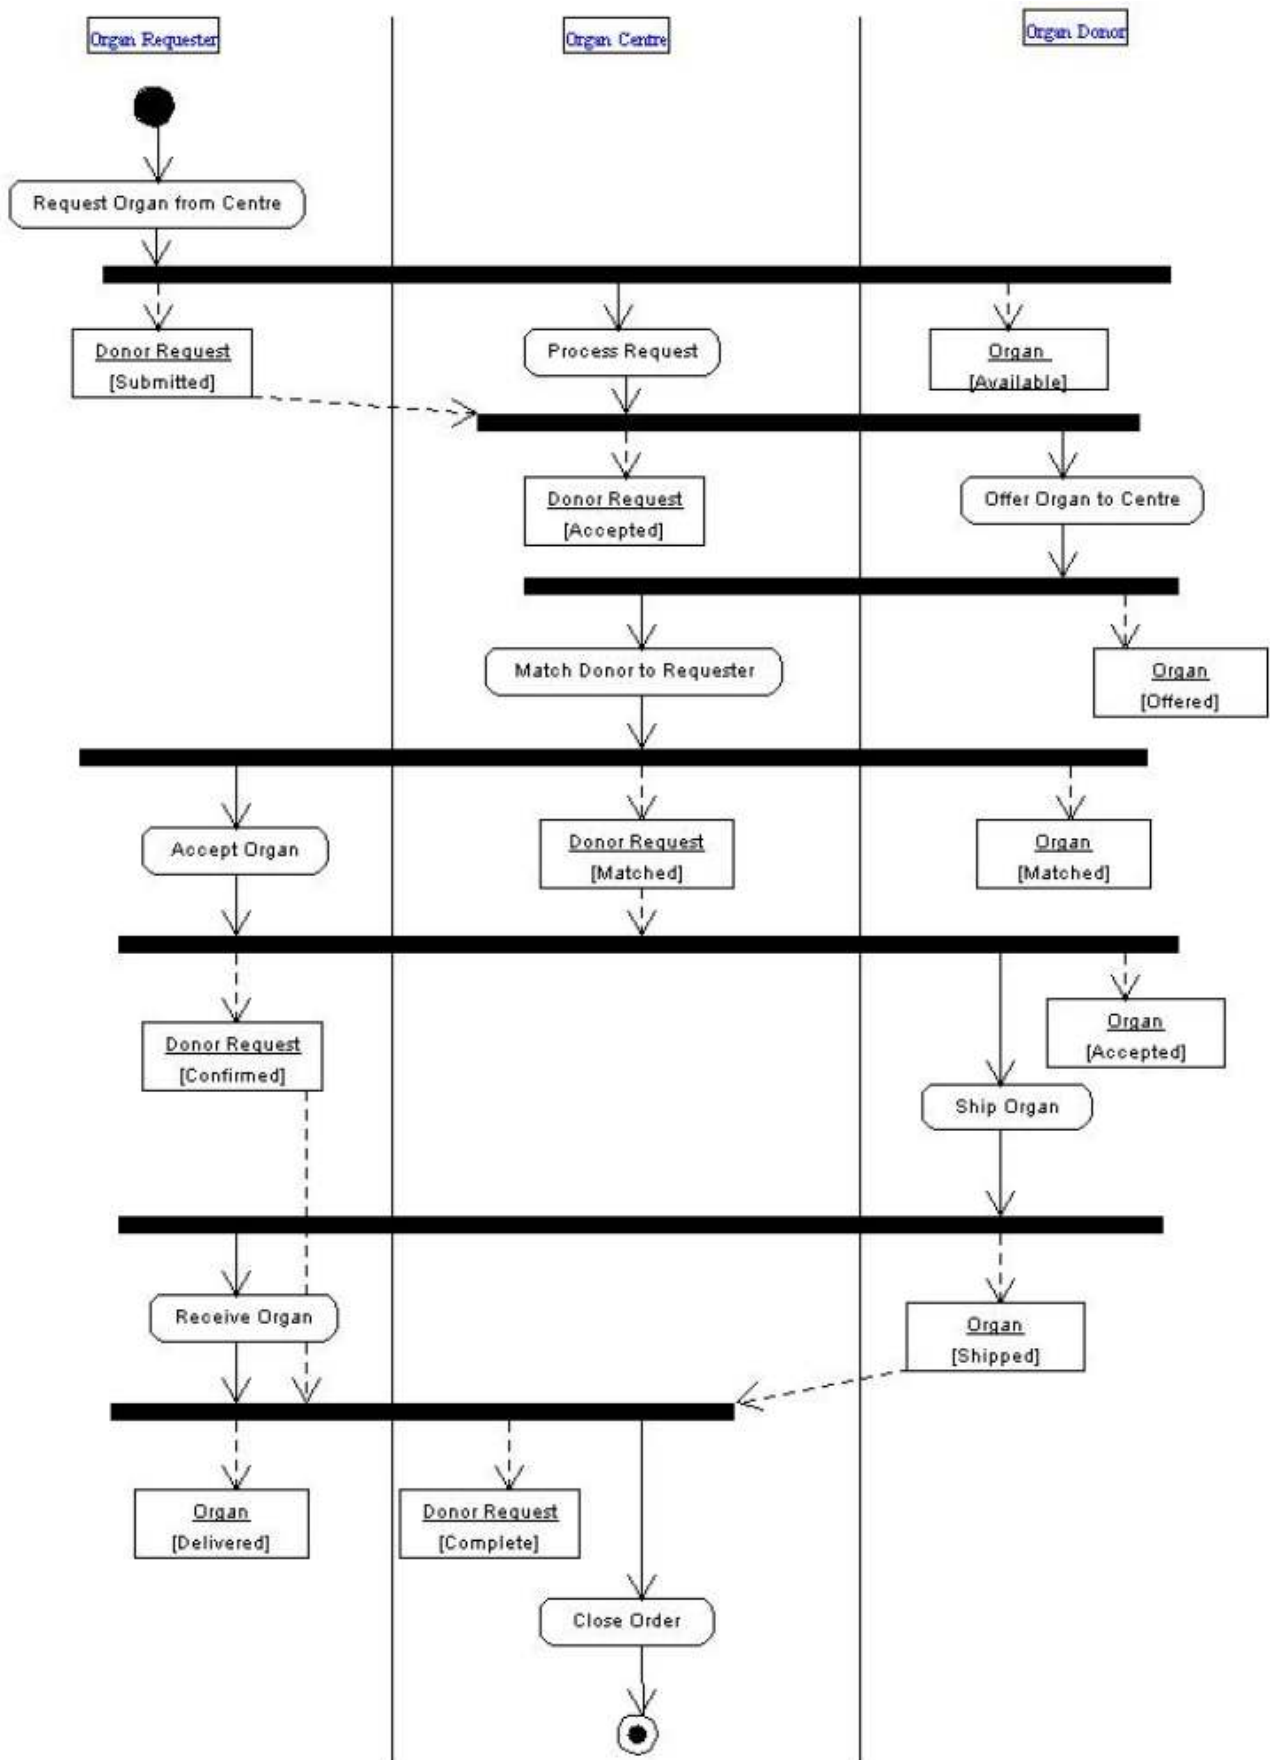 Organ Requester
Organ Centre
Organ Donor
Request Organ from Centre
Donor Request
[Submitted]
Process Request
Organ
[Available]
Donor Request
[Accepted]
Offer Organ to Centre
Match Donor to Requester
Organ
[Offered]
Accept Organ
Donor Request
[Matched]
Organ
[Matched]
Donor Request
[Confirmed]
Organ
[Accepted]
Ship Organ
Receive Organ
Organ
[Shipped]
Organ
[Delivered]
Donor Request
[Complete]
Close Order